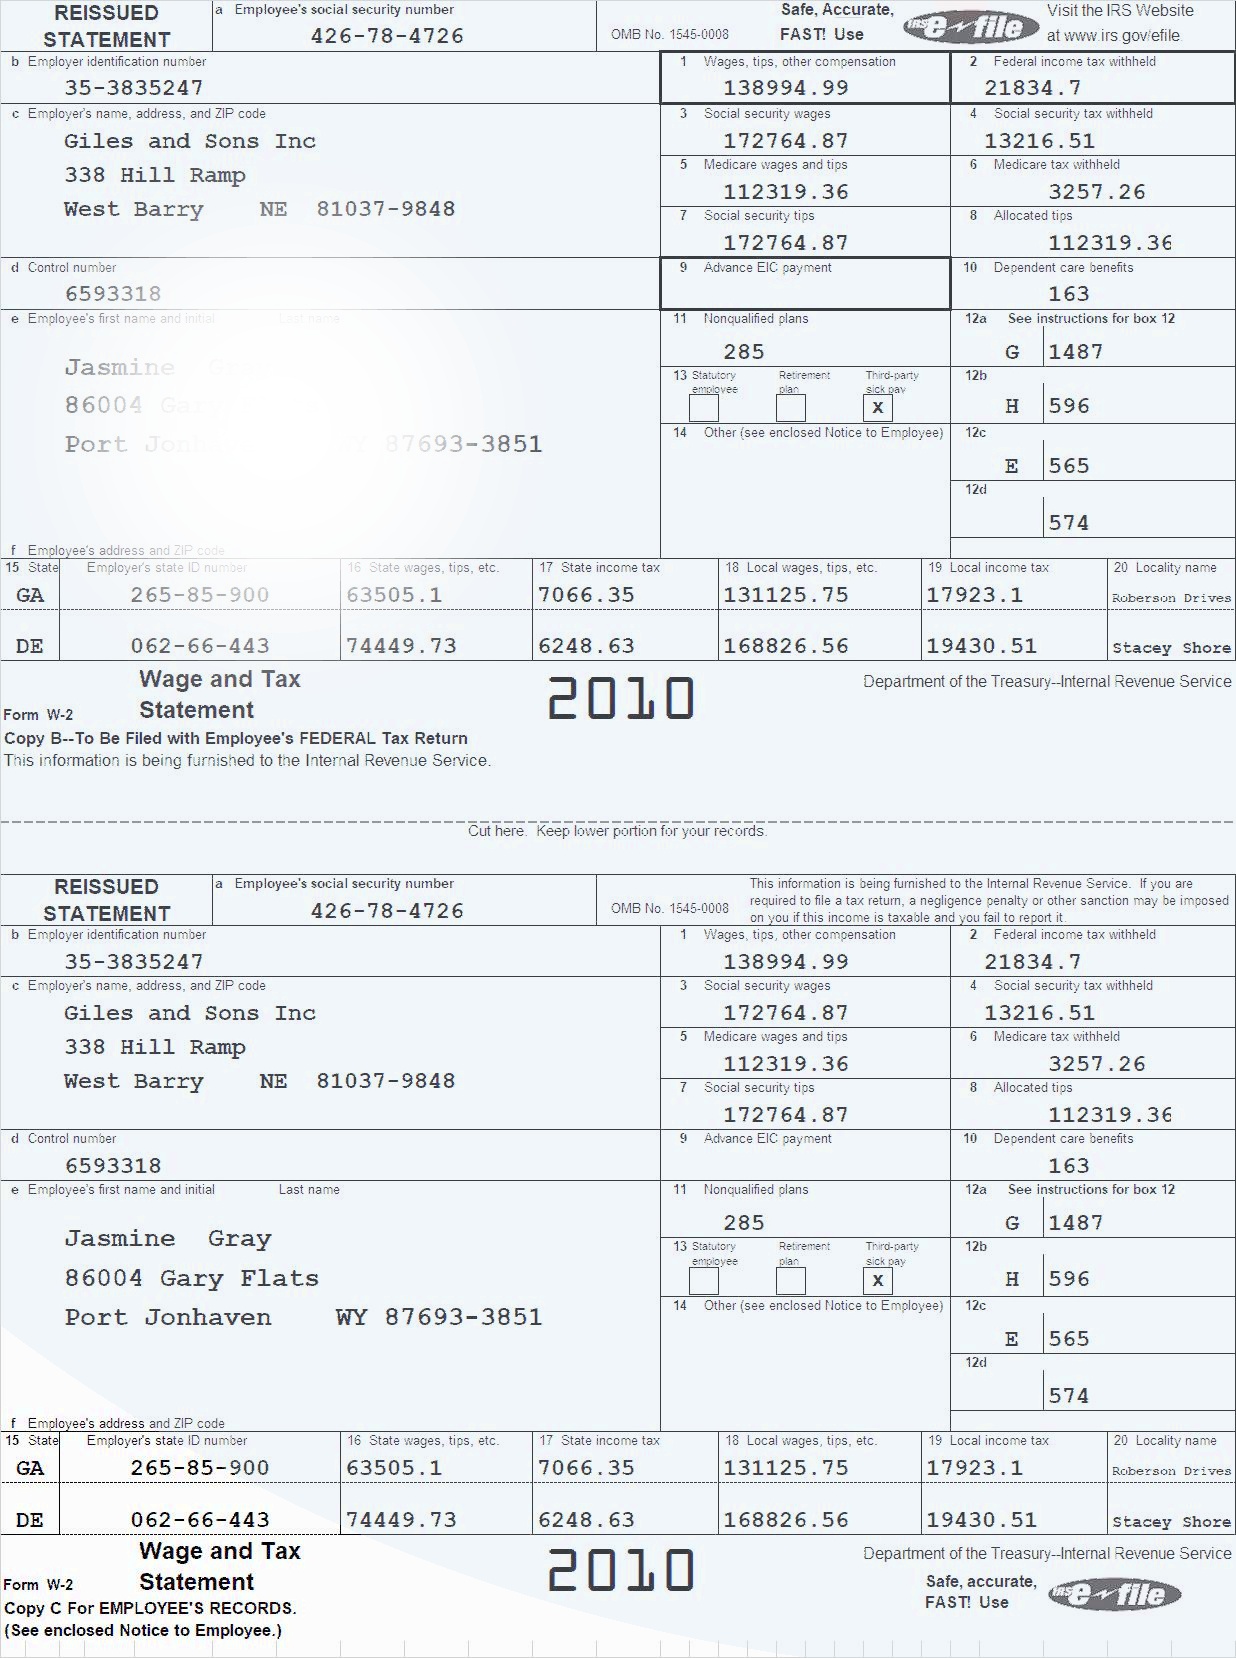 REISSUED STATEMENT
a Employee's social security number
426-78-4726
OMB No. 1545-0008
Safe, Accurate, FAST! Use
IRS e-file
Visit the IRS Website at www.irs gov/efile
b Employer identification number
35-3835247
1 Wages, tips, other compensation
138994.99
2 Federal income tax withheld
21834.7
c Employer's name, address, and ZIP code
Giles and Sons Inc
338 Hill Ramp
West Barry NE 81037-9848
3 Social security wages
172764.87
4 Social security tax withheld
13216.51
5 Medicare wages and tips
112319.36
6 Medicare tax withheld
3257.26
7 Social security tips
172764.87
8 Allocated tips
112319.36
d Control number
6593318
9 Advance EIC payment
10 Dependent care benefits
163
e Employee's first name and initial Last name
Jasmine
86004 Gary
Port Jonhaven WY 87693-3851
11 Nonqualified plans
285
12a See instructions for box 12
G 1487
13 Statutory employee
Retirement plan
Third-party sick pay
X
12b
H 596
14 Other (see enclosed Notice to Employee)
12c
E 565
12d
574
f Employee's address and ZIP code
15 State Employer's state ID number 16 State wages, tips, etc. 17 State income tax 18 Local wages, tips, etc. 19 Local income tax 20 Locality name
GA 265-85-900 63505.1 7066.35 131125.75 17923.1 Roberson Drives
DE 062-66-443 74449.73 6248.63 168826.56 19430.51 Stacey Shore
Form W-2 Wage and Tax Statement
2010
Department of the Treasury--Internal Revenue Service
Copy B--To Be Filed with Employee's FEDERAL Tax Return
This information is being furnished to the Internal Revenue Service.
Cut here. Keep lower portion for your records.
REISSUED STATEMENT
a Employee's social security number
426-78-4726
OMB No. 1545-0008
This information is being furnished to the Internal Revenue Service. If you are
required to file a tax return, a negligence penalty or other sanction may be imposed
on you if this income is taxable and you fail to report it.
b Employer identification number
35-3835247
1 Wages, tips, other compensation
138994.99
2 Federal income tax withheld
21834.7
c Employer's name, address, and ZIP code
Giles and Sons Inc
338 Hill Ramp
West Barry NE 81037-9848
3 Social security wages
172764.87
4 Social security tax withheld
13216.51
5 Medicare wages and tips
112319.36
6 Medicare tax withheld
3257.26
7 Social security tips
172764.87
8 Allocated tips
112319.36
d Control number
6593318
9 Advance EIC payment
10 Dependent care benefits
163
e Employee's first name and initial Last name
Jasmine Gray
86004 Gary Flats
Port Jonhaven WY 87693-3851
11 Nonqualified plans
285
12a See instructions for box 12
G 1487
13 Statutory employee
Retirement plan
Third-party sick pay
X
12b
H 596
14 Other (see enclosed Notice to Employee)
12c
E 565
12d
574
f Employee's address and ZIP code
15 State Employer's state ID number 16 State wages, tips, etc. 17 State income tax 18 Local wages, tips, etc. 19 Local income tax 20 Locality name
GA 265-85-900 63505.1 7066.35 131125.75 17923.1 Roberson Drives
DE 062-66-443 74449.73 6248.63 168826.56 19430.51 Stacey Shore
Form W-2 Wage and Tax Statement
2010
Department of the Treasury--Internal Revenue Service
Safe, accurate, FAST! Use
IRS e-file
Copy C For EMPLOYEE'S RECORDS.
(See enclosed Notice to Employee.)